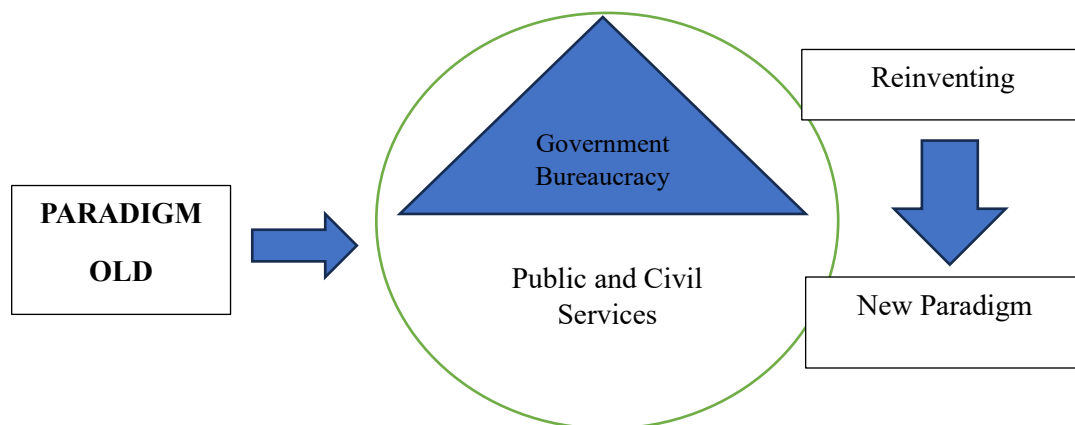 PARADIGM
OLD
Government
Bureaucracy
Public and Civil
Services
Reinventing
New Paradigm